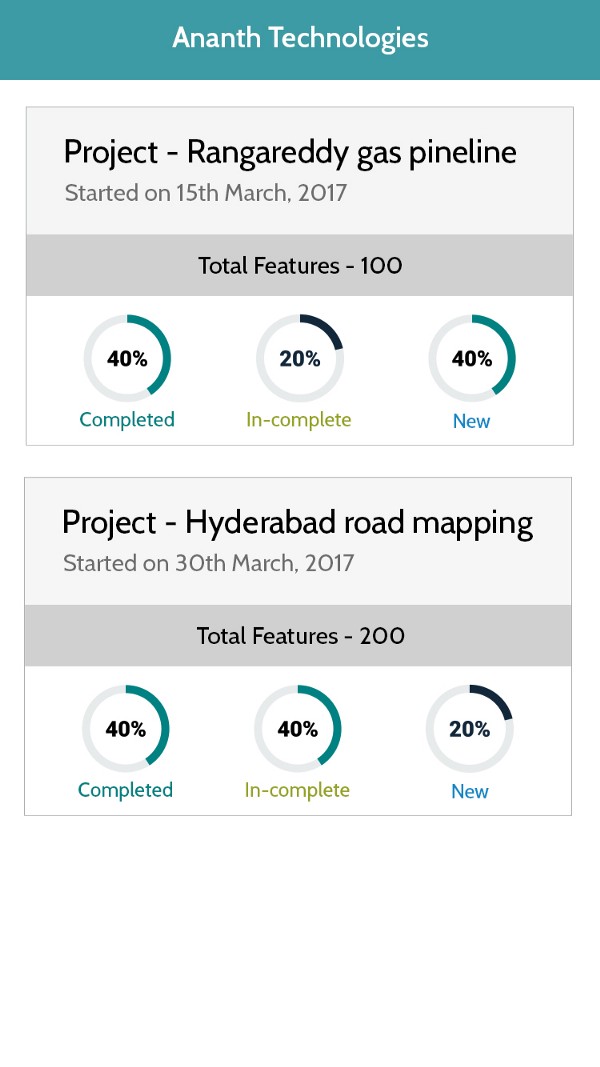 Ananth Technologies
Project - Rangareddy gas pineline
Started on 15th March, 2017
Total Features - 100
40% 20% 40%
Completed In-complete New
Project - Hyderabad road mapping
Started on 30th March, 2017
Total Features - 200
40% 40% 20%
Completed In-complete New